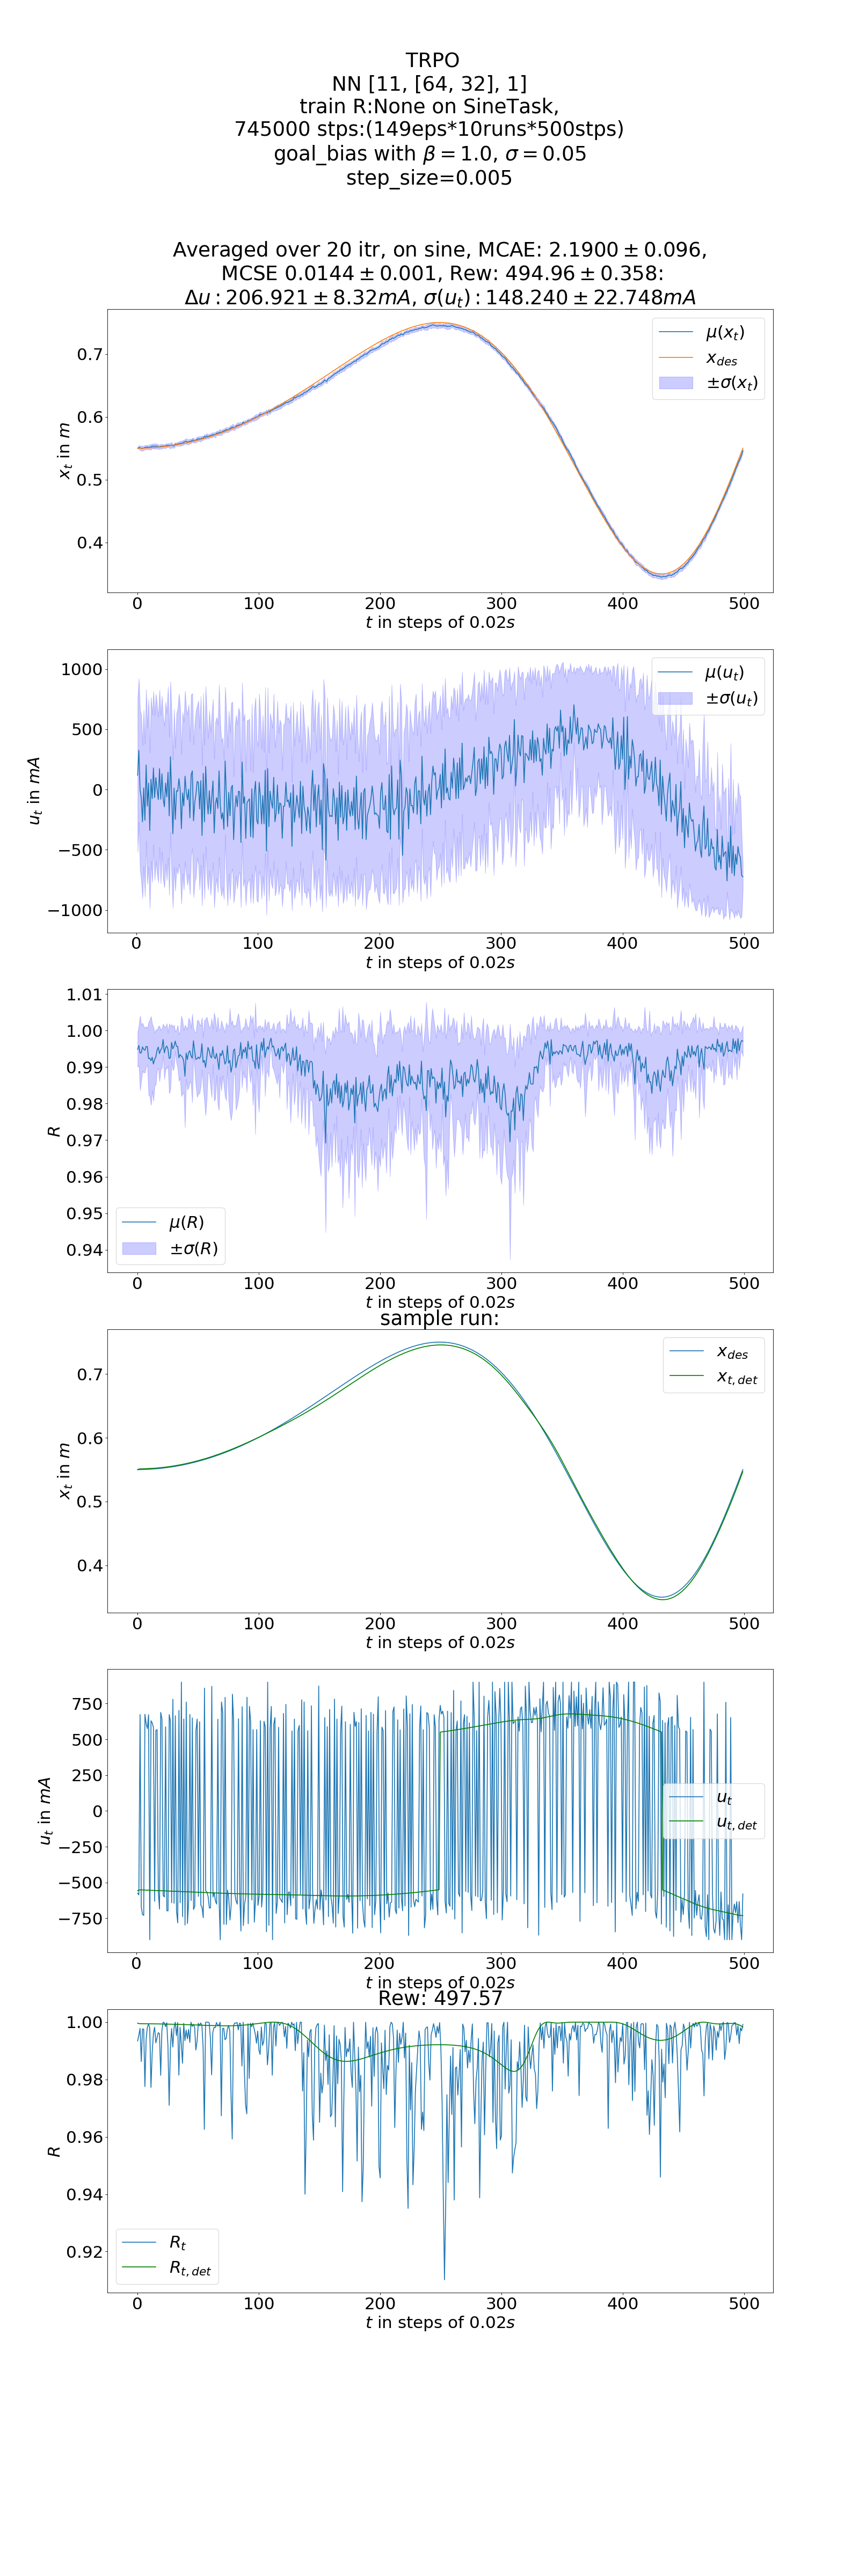 TRPO
NN [11, [64, 32], 1]
train R:None on SineTask,
745000 stps:(149eps*10runs*500stps)
goal_bias with β = 1.0, σ = 0.05
step_size=0.005
Averaged over 20 itr, on sine, MCAE: 2.1900 ± 0.096,
MCSE 0.0144 ± 0.001, Rew: 494.96 ± 0.358:
Δu : 206.921 ± 8.32mA, σ(u_t) : 148.240 ± 22.748mA
μ(x_t)
x_des
±σ(x_t)
0.7
0.6
0.5
0.4
x_t in m
0 100 200 300 400 500
t in steps of 0.02s
μ(u_t)
±σ(u_t)
1000
500
0
−500
−1000
u_t in mA
0 100 200 300 400 500
t in steps of 0.02s
1.01
1.00
0.99
0.98
0.97
0.96
0.95
0.94
R
μ(R)
±σ(R)
0 100 200 300 400 500
t in steps of 0.02s
sample run:
x_des
x_t,det
0.7
0.6
0.5
0.4
x_t in m
0 100 200 300 400 500
t in steps of 0.02s
750
500
250
0
−250
−500
−750
u_t in mA
u_t
u_t,det
0 100 200 300 400 500
t in steps of 0.02s
Rew: 497.57
1.00
0.98
0.96
0.94
0.92
R
R_t
R_t,det
0 100 200 300 400 500
t in steps of 0.02s